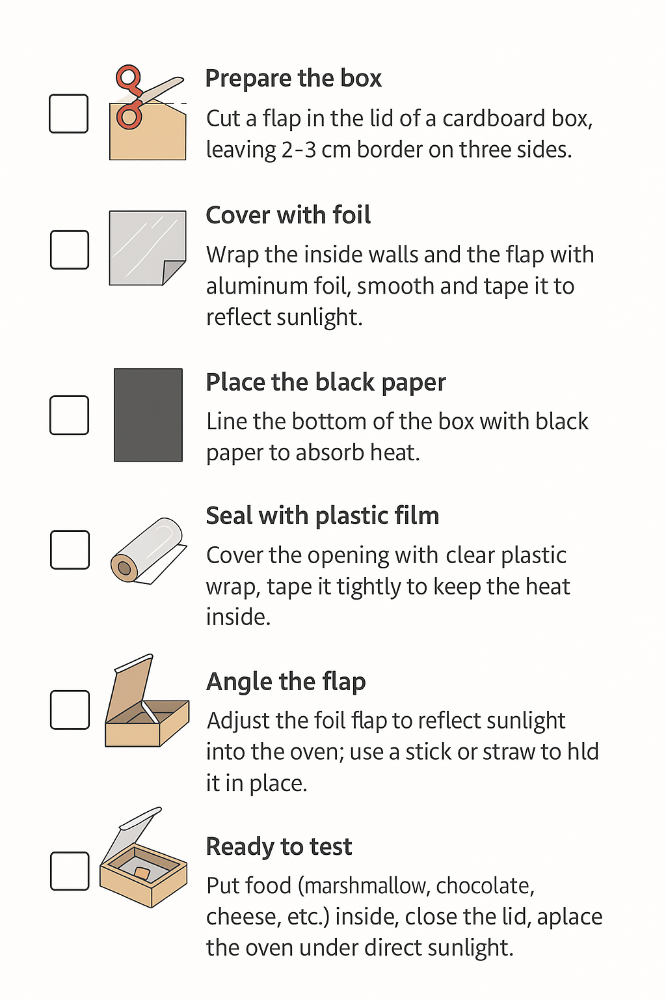 Prepare the box
Cut a flap in the lid of a cardboard box,
leaving 2-3 cm border on three sides.
Cover with foil
Wrap the inside walls and the flap with
aluminum foil, smooth and tape it to
reflect sunlight.
Place the black paper
Line the bottom of the box with black
paper to absorb heat.
Seal with plastic film
Cover the opening with clear plastic
wrap, tape it tightly to keep the heat
inside.
Angle the flap
Adjust the foil flap to reflect sunlight
into the oven; use a stick or straw to hld
it in place.
Ready to test
Put food (marshmallow, chocolate,
cheese, etc.) inside, close the lid, aplace
the oven under direct sunlight.